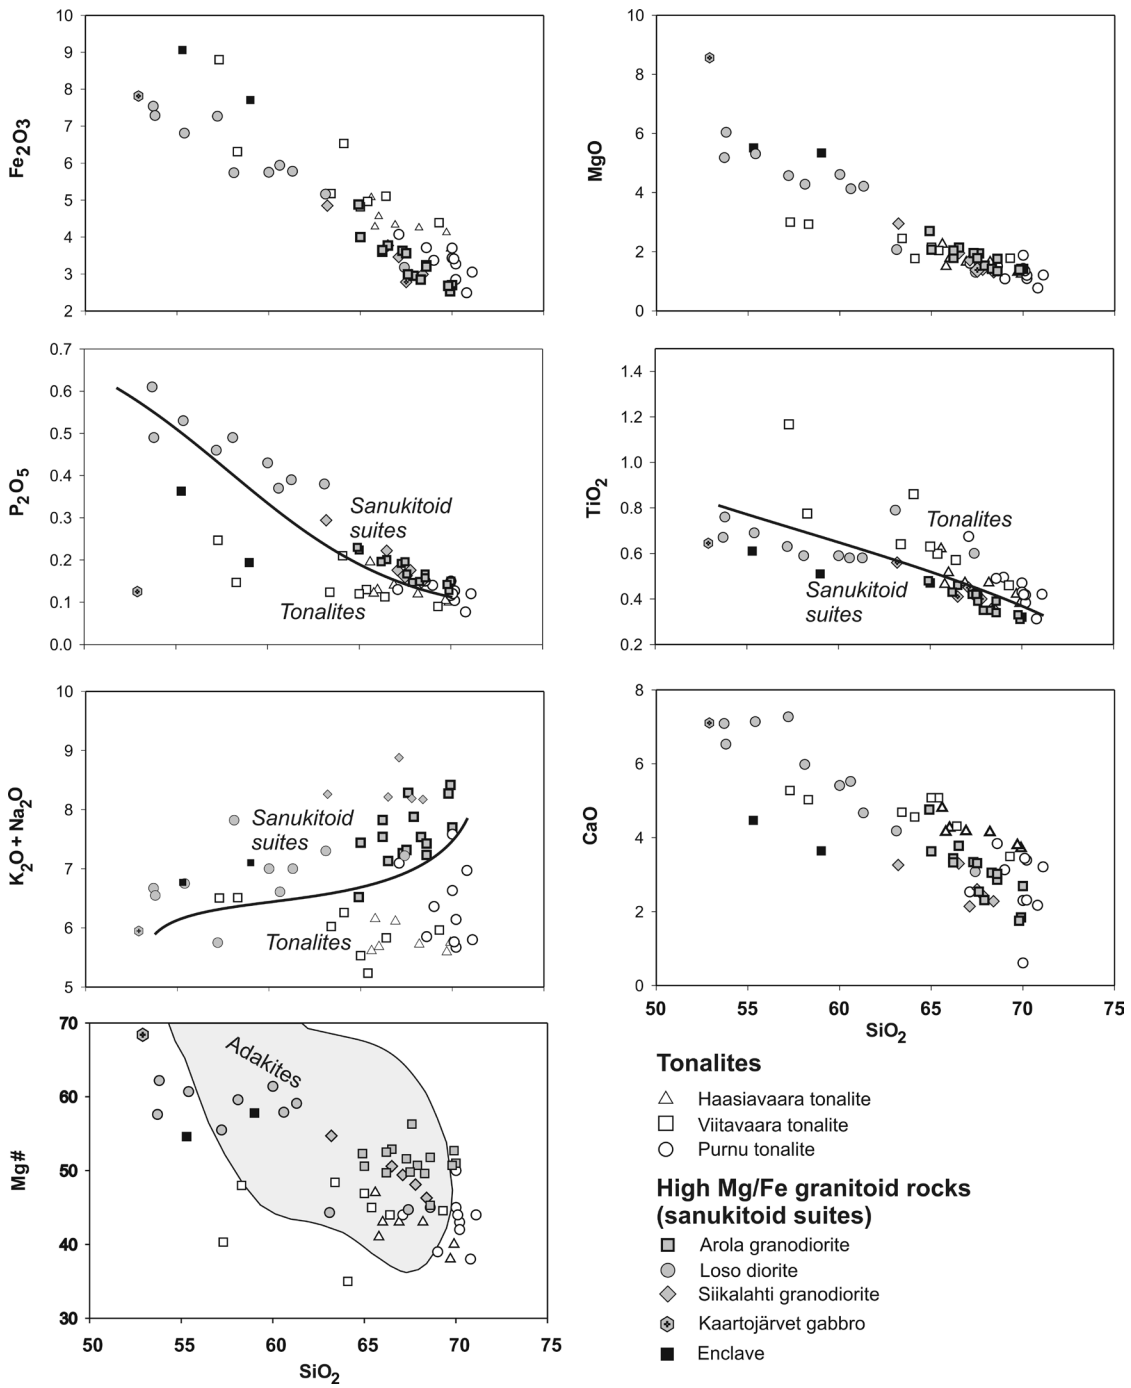 10
9
8
7
6
5
4
3
2
Fe2O3
10
8
6
4
2
0
MgO
0.7
0.6
0.5
0.4
0.3
0.2
0.1
0.0
P2O5
Sanukitoid
suites
Tonalites
1.4
1.2
1.0
0.8
0.6
0.4
0.2
TiO2
Tonalites
Sanukitoid
suites
10
9
8
7
6
5
K2O + Na2O
Sanukitoid
suites
Tonalites
8
6
4
2
0
CaO
50 55 60 65 70 75
SiO2
70
60
50
40
30
Mg#
Adakites
50 55 60 65 70 75
SiO2
Tonalites
Haasiavaara tonalite
Viitavaara tonalite
Purnu tonalite
High Mg/Fe granitoid rocks
(sanukitoid suites)
Arola granodiorite
Loso diorite
Siikalahti granodiorite
Kaartojärvet gabbro
Enclave